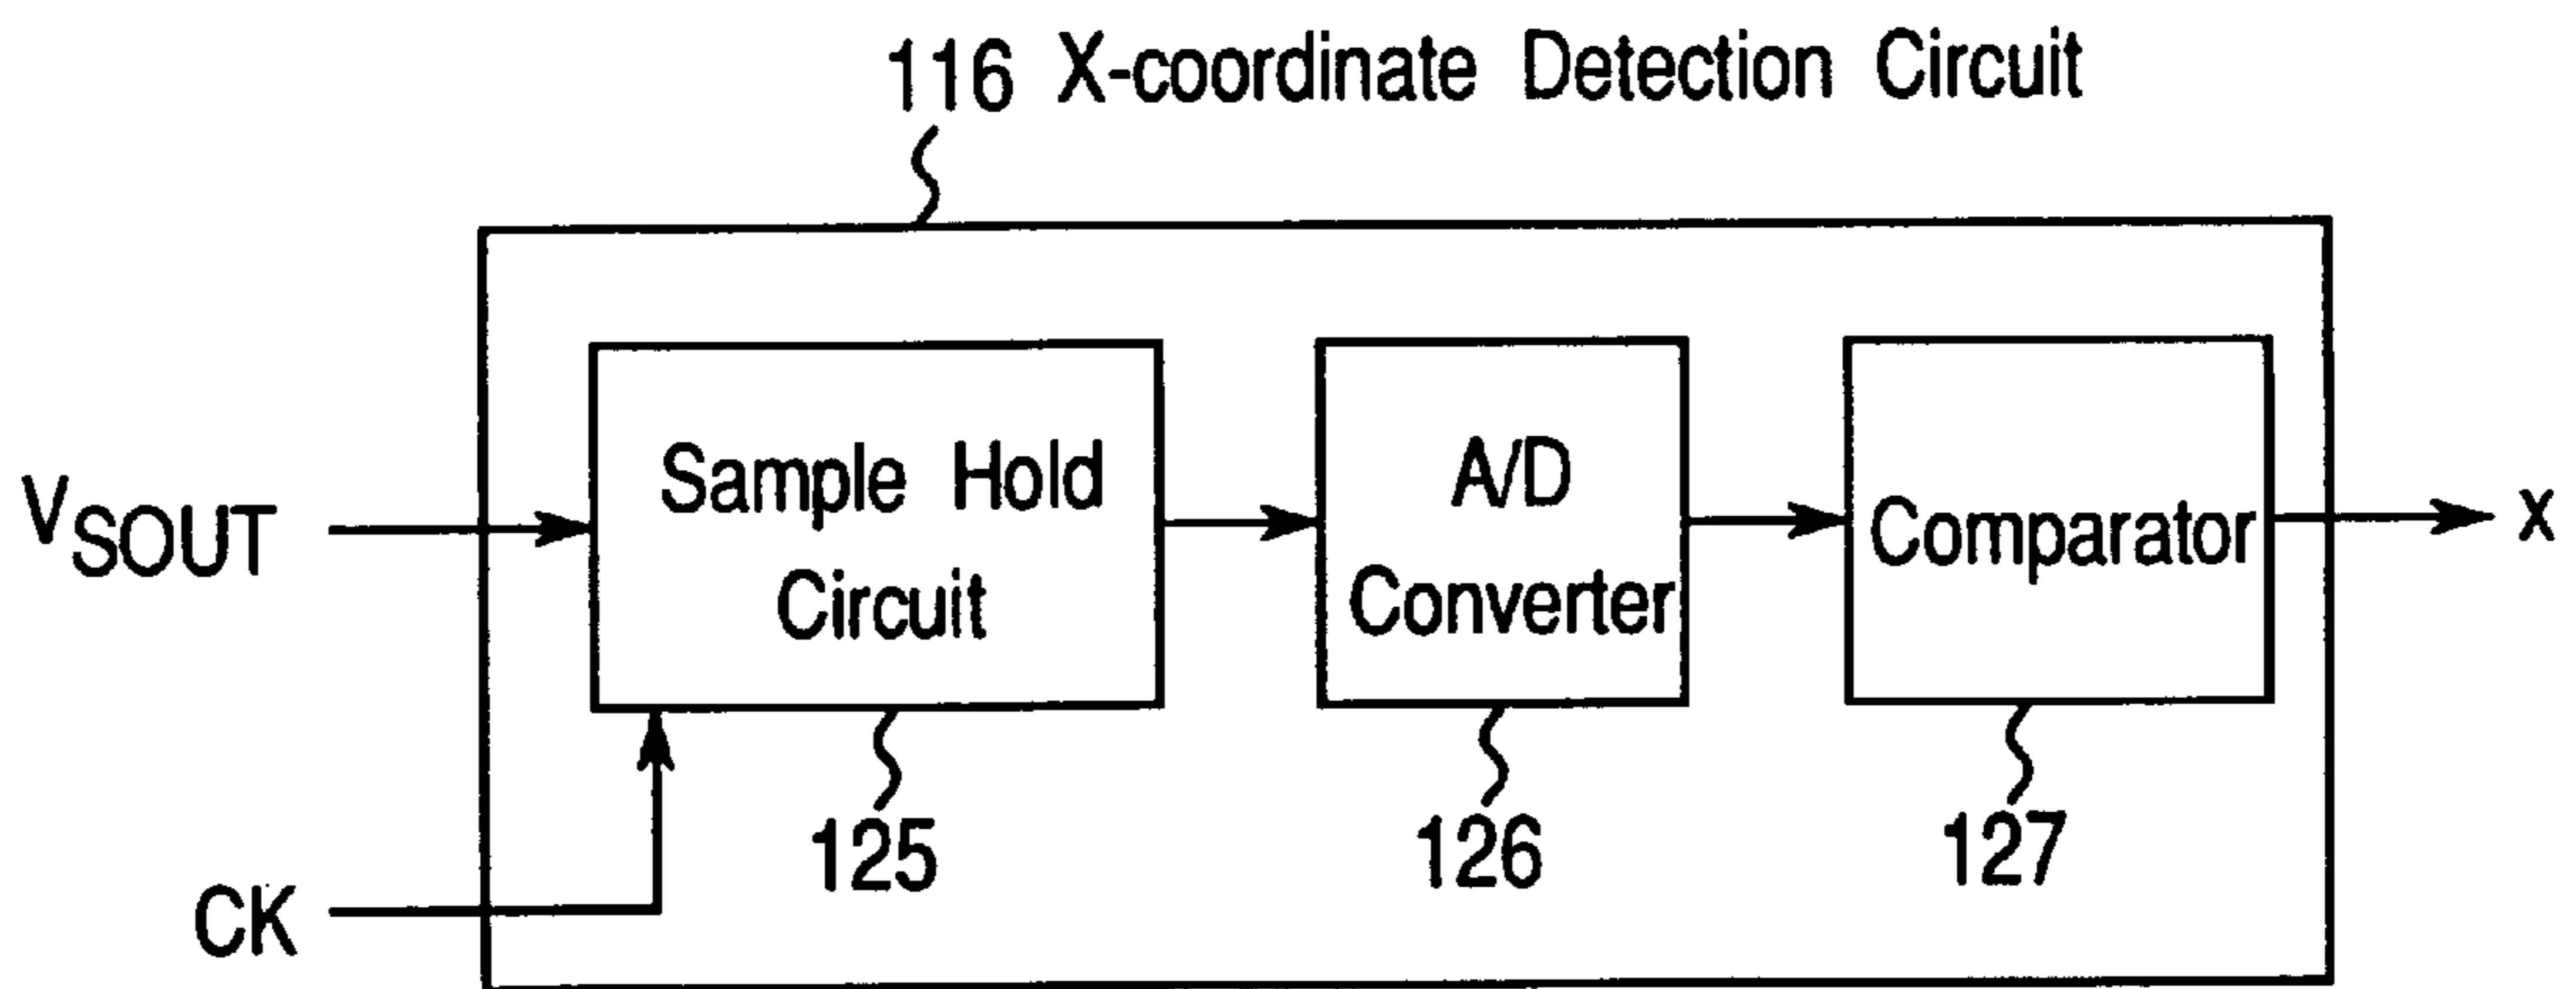 116 X-coordinate Detection Circuit
VSOUT
Sample Hold
Circuit
A/D
Converter
Comparator
x
CK
125
126
127